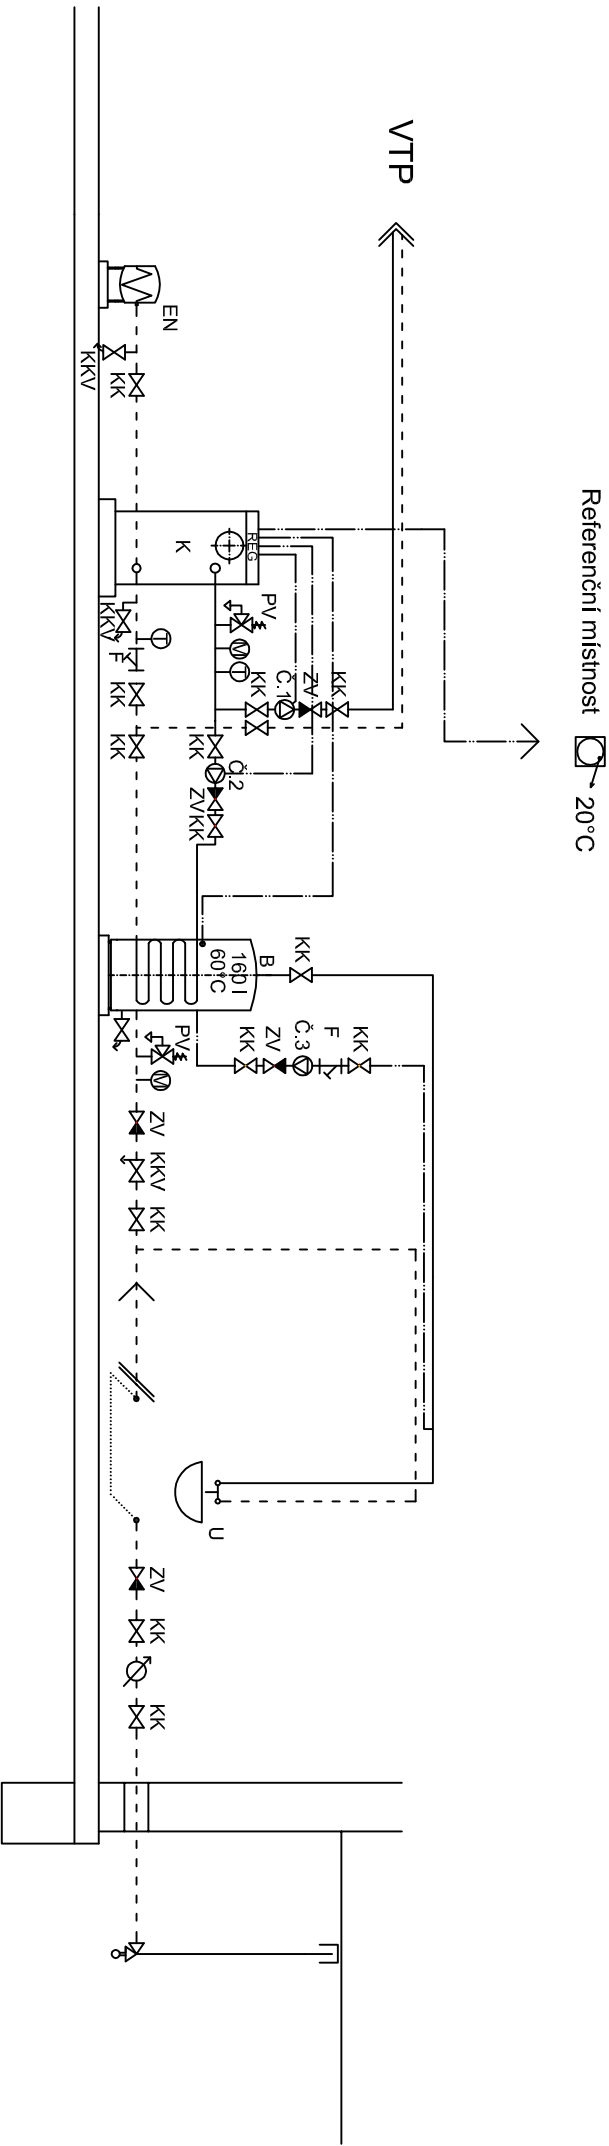 Referenční místnost
20°C
VTP
KK
KK
F
KK
ZV
Č.3
Č.1
ZV
PV
KK
B
KK
REG
M
T
Č.2
160 l
60°C
U
KK
ZV
KK
K
PV
EN
T
M
ZV
KKV
KK
ZV
KK
KK
KK
F
KK
KK
KKV
KKV